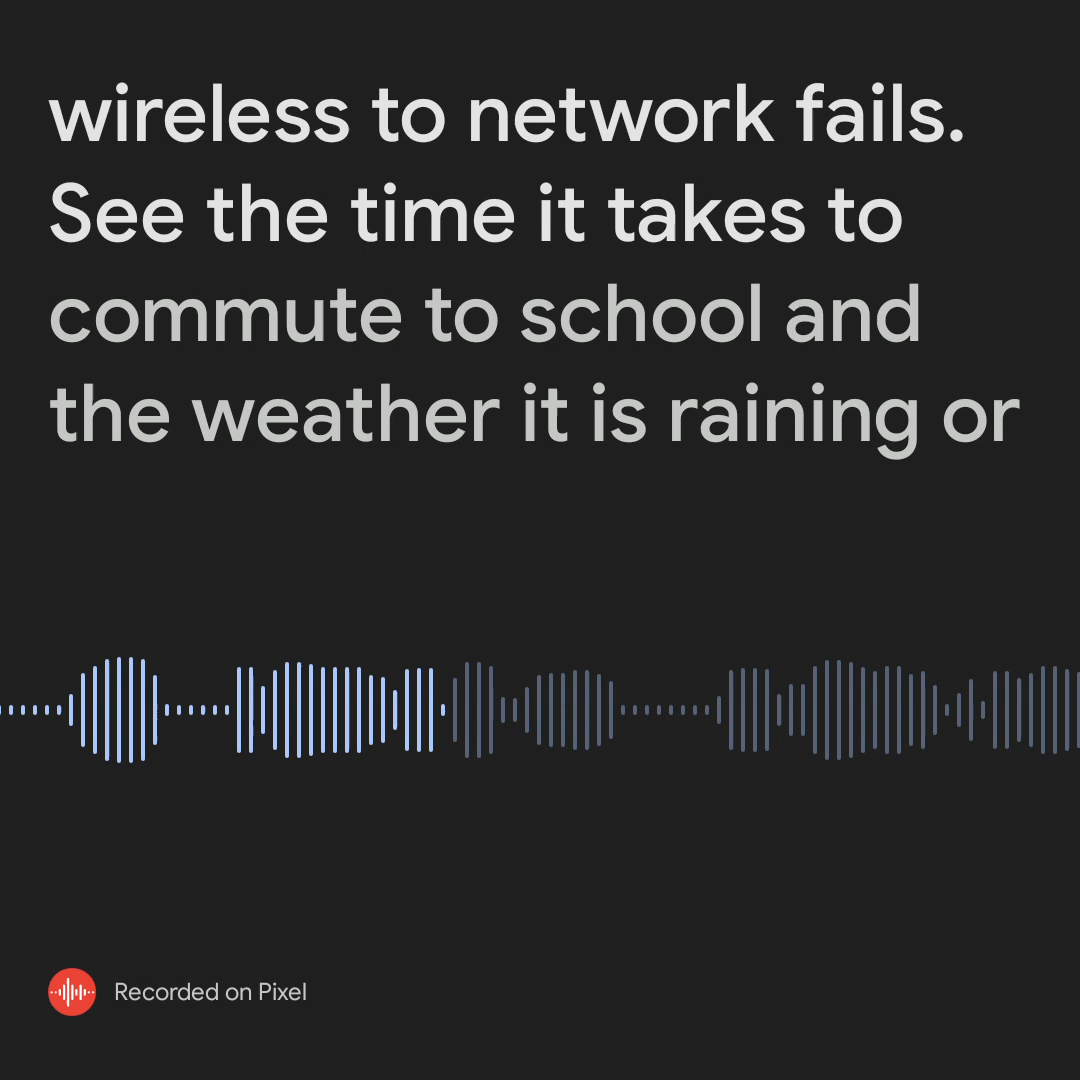 wireless to network fails.
See the time it takes to
commute to school and
the weather it is raining or
Recorded on Pixel